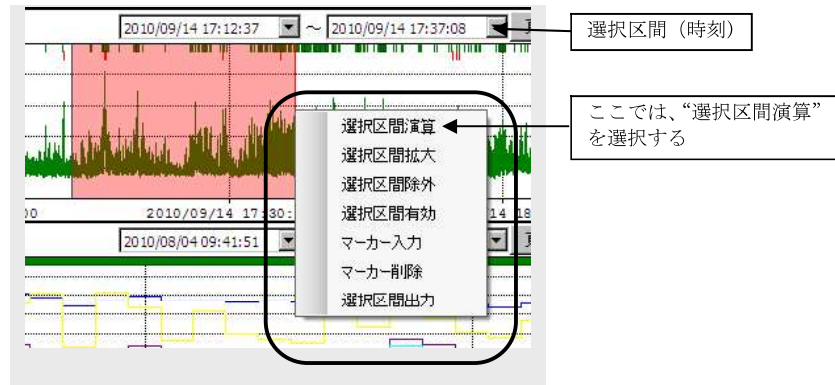 2010/09/14 17:12:37 ～ 2010/09/14 17:37:08
選択区間（時刻）
ここでは、“選択区間演算”
を選択する
選択区間演算
選択区間拡大
選択区間除外
選択区間有効
マーカー入力
マーカー削除
選択区間出力
00 2010/09/14 17:30: 14 18
2010/08/04 09:41:51